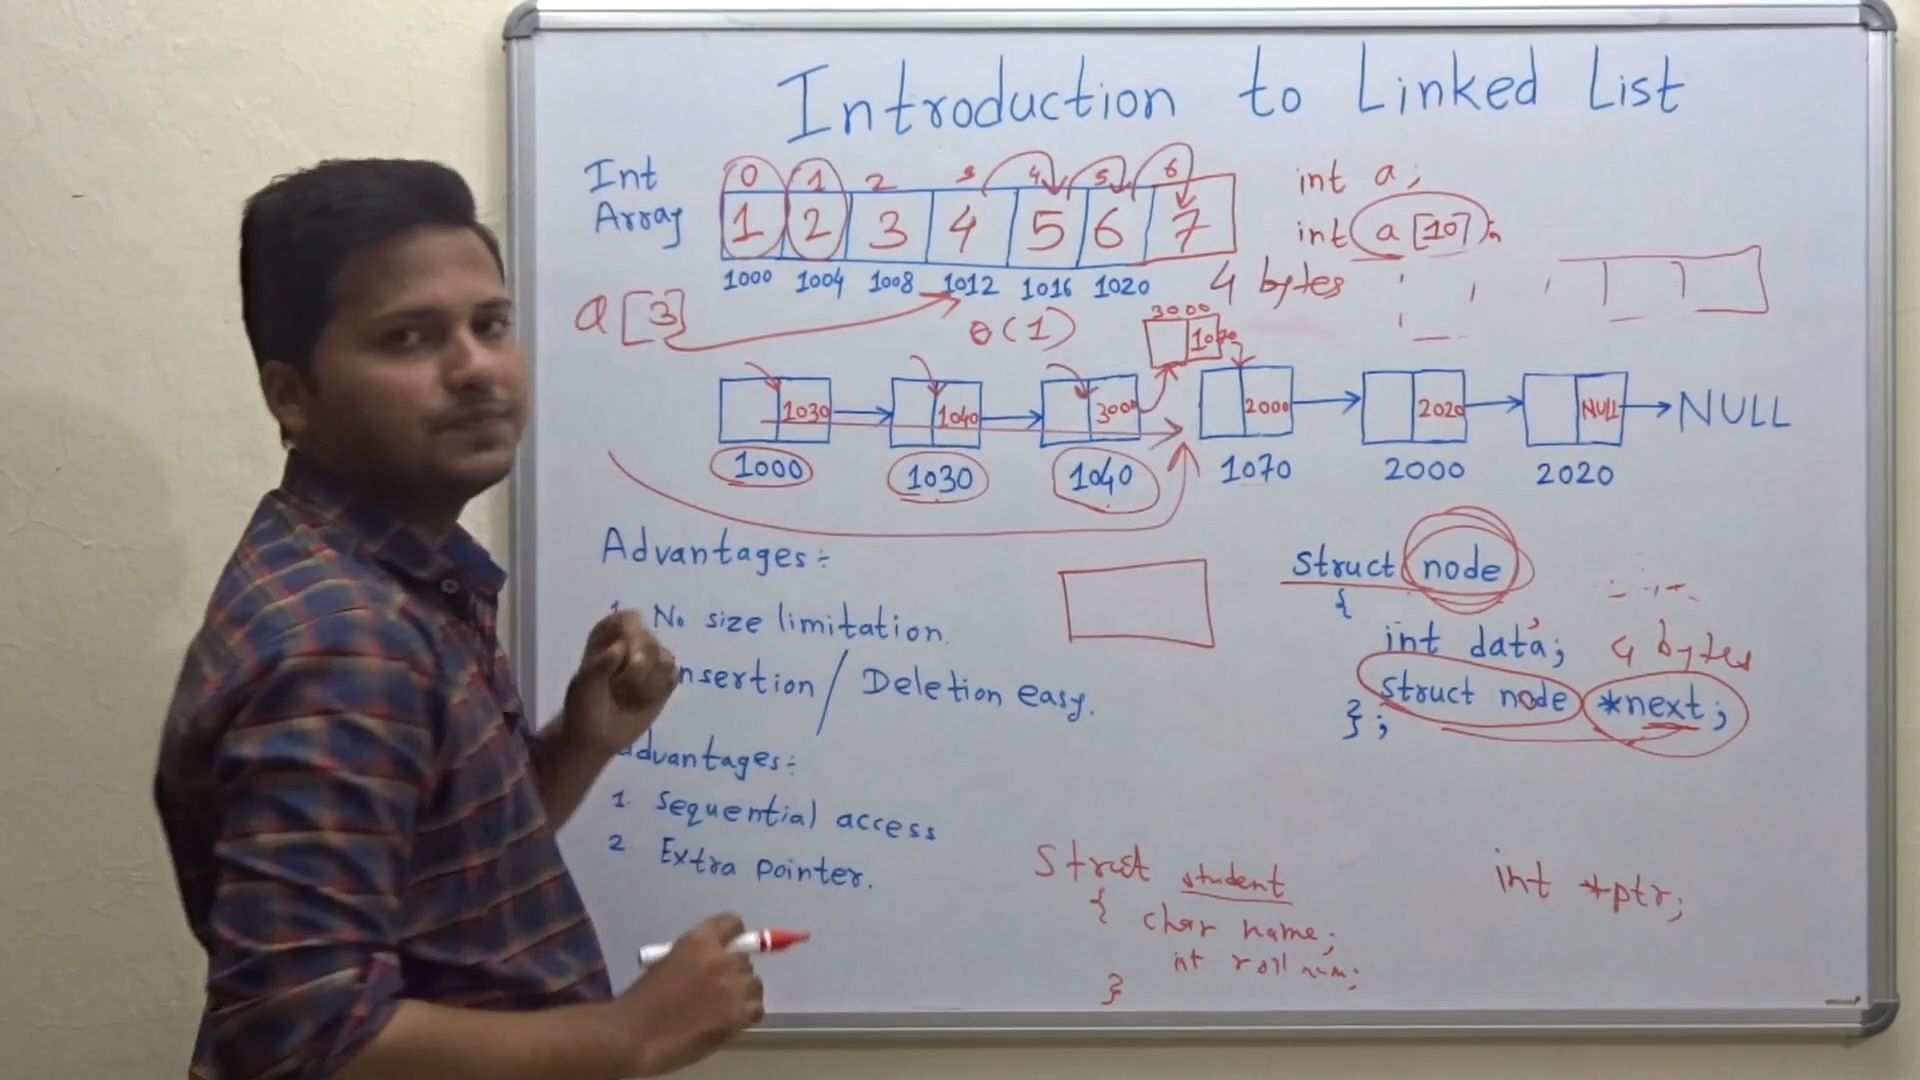 Introduction to Linked List
Int
Array
0 1 2 3 4 5 6
1 2 3 4 5 6 7
1000 1004 1008 1012 1016 1020
int a;
int a[10];
4 bytes
a[3]
θ(1)
3000
1030 1040 3000 1070 2000 2020 NULL NULL
1000 1030 1040 1070 2000 2020
Advantages:
1. No size limitation.
nsertion / Deletion easy.
advantages:
1. Sequential access
2. Extra pointer.
struct node
{
int data; 4 bytes
struct node *next;
};
Struct student
{ char name;
int roll num;
}
int *ptr;